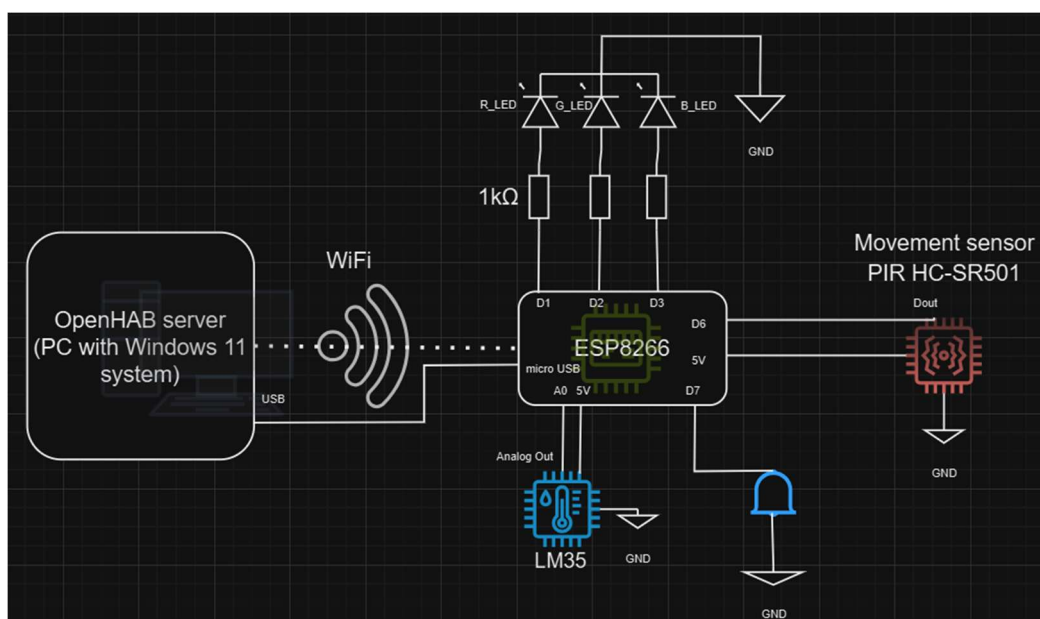 R_LED
G_LED
B_LED
GND
1kΩ
WiFi
Movement sensor
PIR HC-SR501
Dout
OpenHAB server
(PC with Windows 11
system)
USB
D1
D2
D3
D6
ESP8266
5V
micro USB
A0
5V
D7
Analog Out
LM35
GND
GND
GND